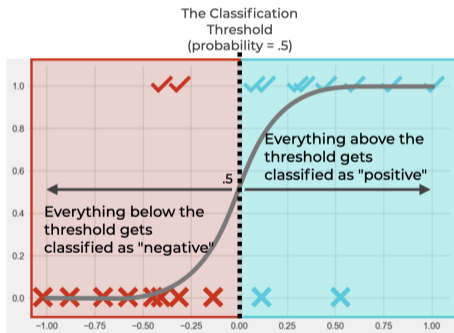 The Classification
Threshold
(probability = .5)
1.0
0.8
0.6
0.4
0.2
0.0
.5
Everything above the
threshold gets
classified as "positive"
Everything below the
threshold gets
classified as "negative"
−1.00
−0.75
−0.50
−0.25
0.00
0.25
0.50
0.75
1.00